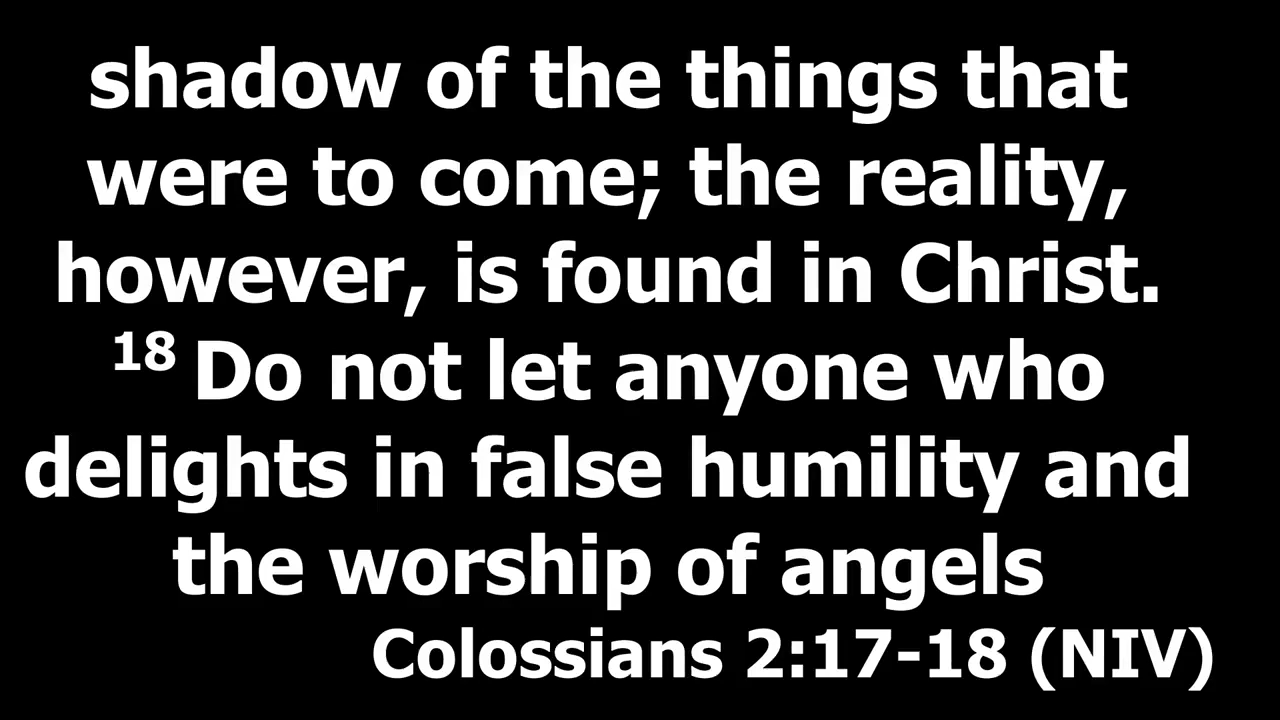 shadow of the things that
were to come; the reality,
however, is found in Christ.
18 Do not let anyone who
delights in false humility and
the worship of angels
Colossians 2:17-18 (NIV)